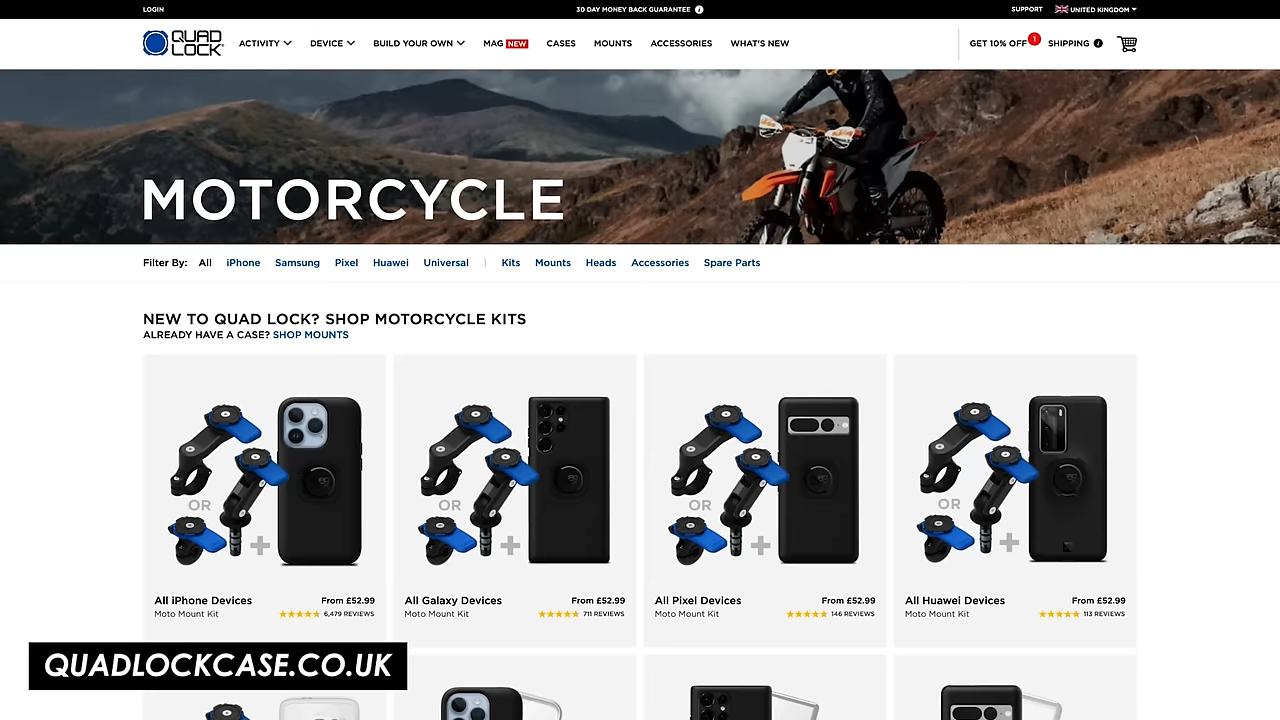 LOGIN
30 DAY MONEY BACK GUARANTEE i
SUPPORT
UNITED KINGDOM
QUAD LOCK
ACTIVITY
DEVICE
BUILD YOUR OWN
MAG NEW
CASES
MOUNTS
ACCESSORIES
WHAT'S NEW
GET 10% OFF 1
SHIPPING i
MOTORCYCLE
Filter By: All iPhone Samsung Pixel Huawei Universal | Kits Mounts Heads Accessories Spare Parts
NEW TO QUAD LOCK? SHOP MOTORCYCLE KITS
ALREADY HAVE A CASE? SHOP MOUNTS
OR +
OR +
OR +
OR +
All iPhone Devices From £52.99
Moto Mount Kit 6,479 REVIEWS
All Galaxy Devices From £52.99
Moto Mount Kit 711 REVIEWS
All Pixel Devices From £52.99
Moto Mount Kit 146 REVIEWS
All Huawei Devices From £52.99
Moto Mount Kit 113 REVIEWS
QUADLOCKCASE.CO.UK